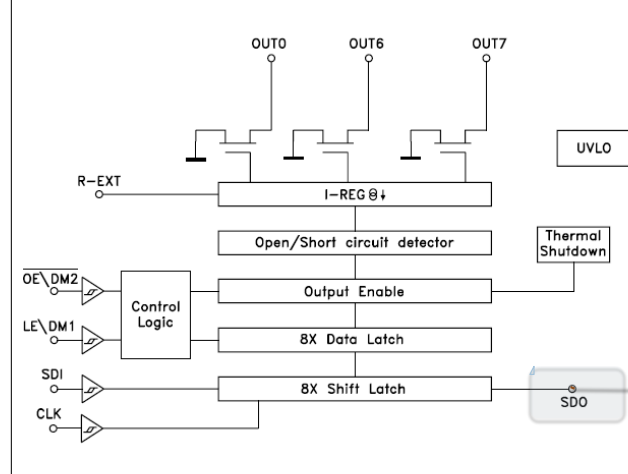 OUT0 OUT6 OUT7
UVLO
R-EXT
I-REG
Open/Short circuit detector
Thermal
Shutdown
OE\DM2
Output Enable
Control
Logic
LE\DM1
8X Data Latch
SDI
8X Shift Latch
SDO
CLK